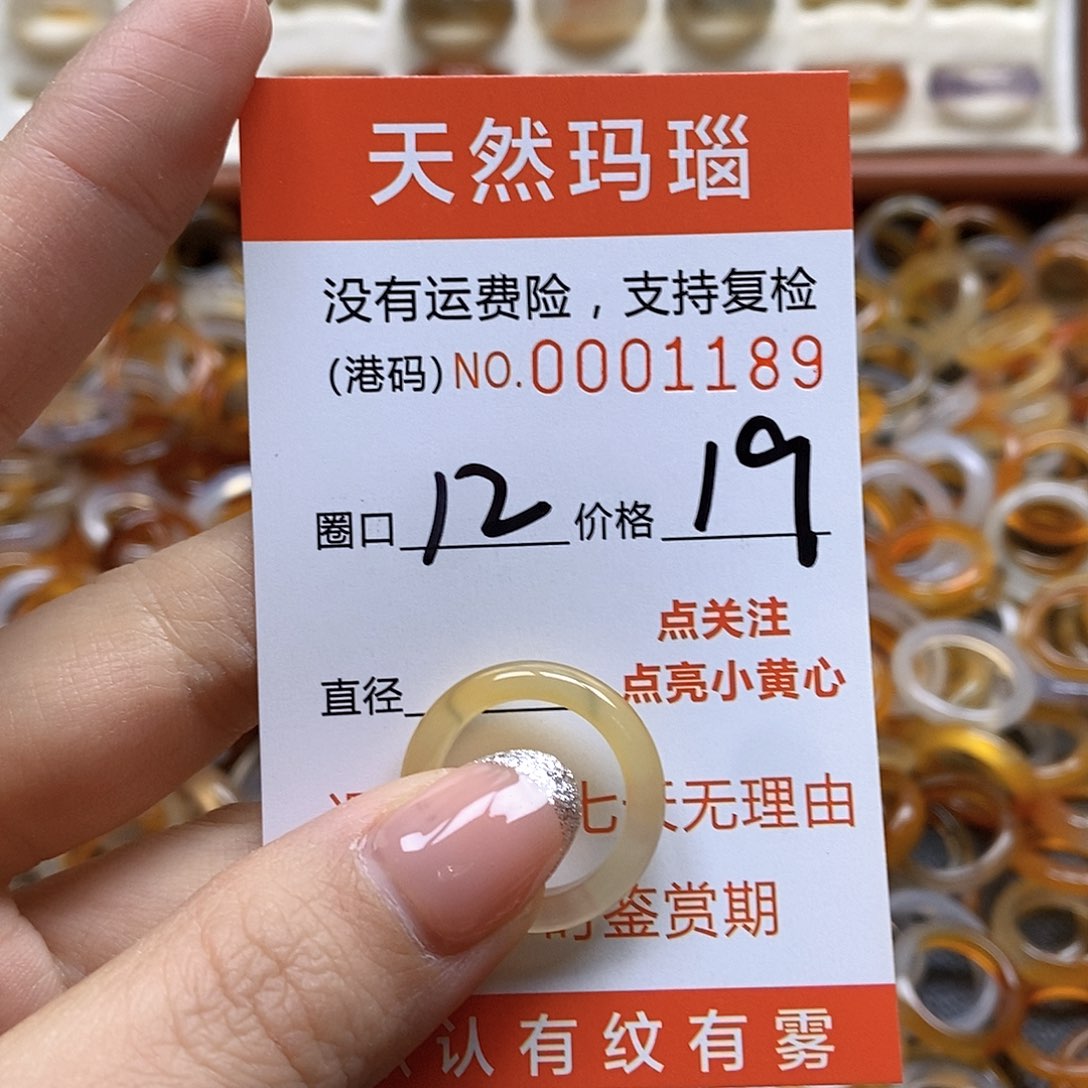 天然玛瑙
没有运费险，支持复检
(港码) NO.0001189
圈口 12 价格 19
点关注
直径 点亮小黄心
七天无理由
鉴赏期
认有纹有雾